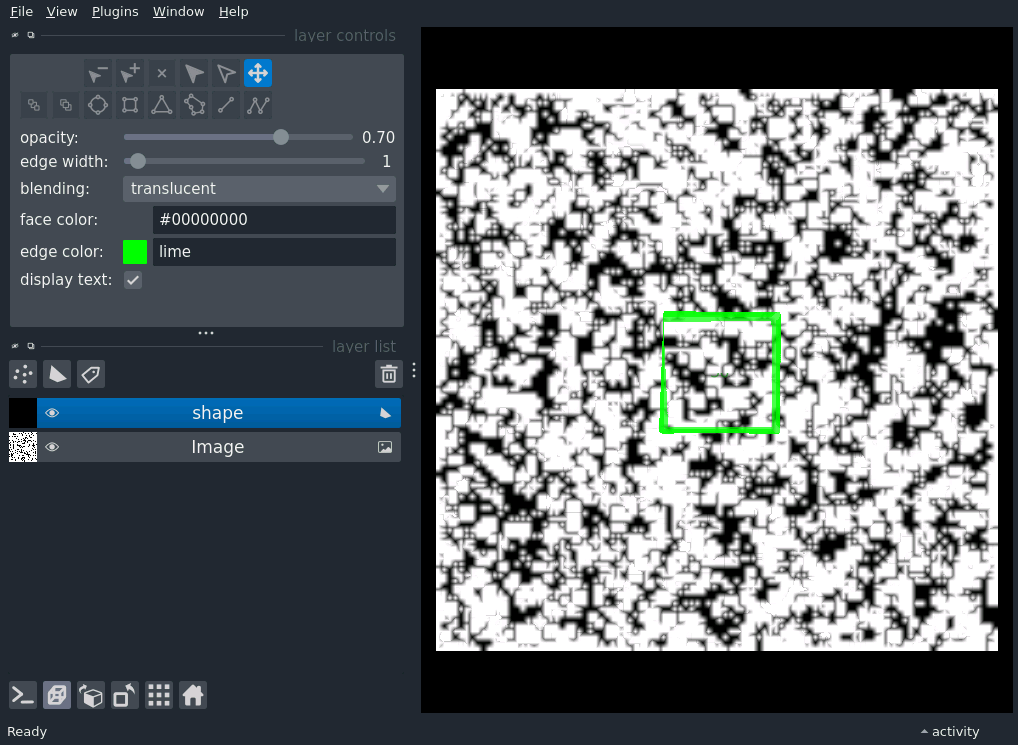 File View Plugins Window Help
layer controls
opacity: 0.70
edge width: 1
blending: translucent
face color: #00000000
edge color: lime
display text:
layer list
shape
Image
Ready
activity